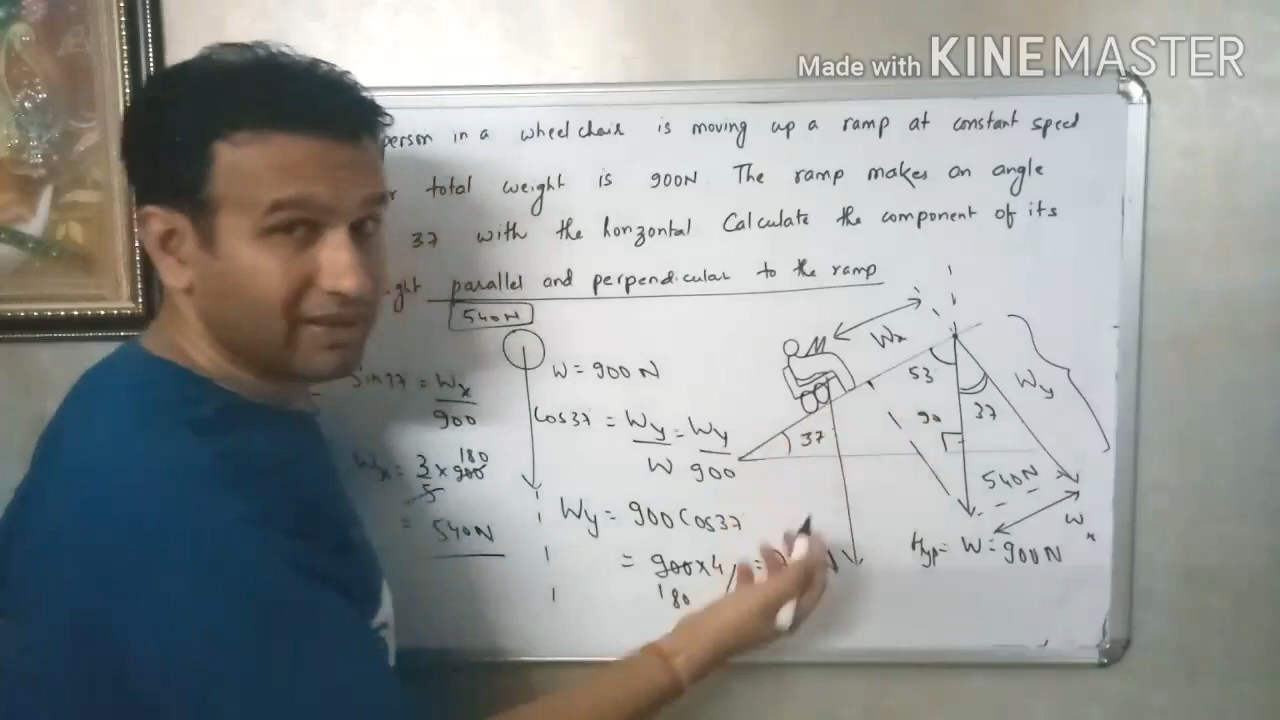 Made with KINEMASTER
person in a wheelchair is moving up a ramp at constant speed
total weight is 900N The ramp makes an angle
37 with the horizontal Calculate the component of its
parallel and perpendicular to the ramp
540N
W = 900 N
Sin37 = Wx
900
Cos37 = Wy = Wy
W 900
Wx = 3 x 900
5
180
= 540N
Wy = 900 Cos37
= 900x4
180
Wx
53
37
Wy
90
37
540N
Wx
Hyp = W = 900N